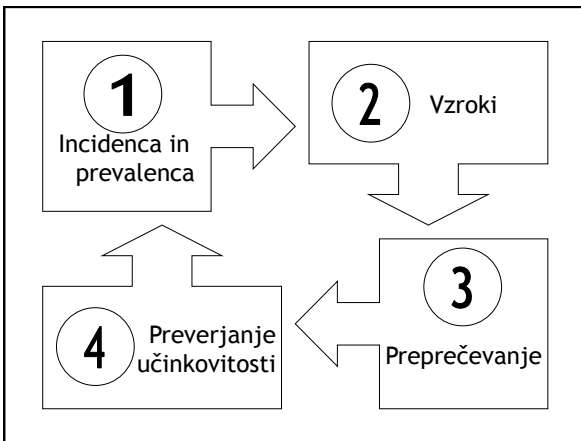 1
Incidenca in
prevalenca
2
Vzroki
3
Preprečevanje
4
Preverjanje
učinkovitosti